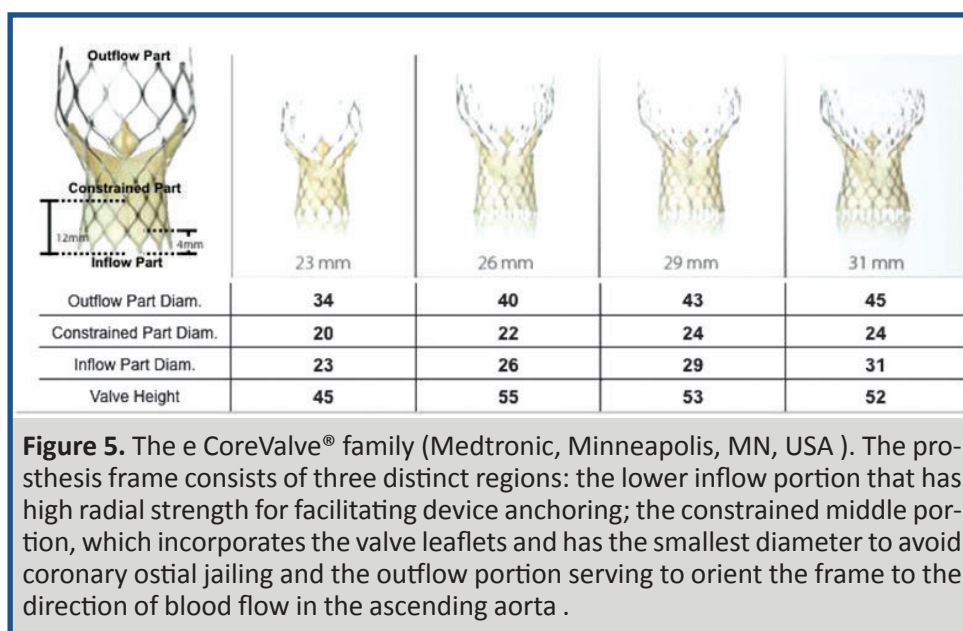 Outflow Part
Constrained Part
12mm
4mm
Inflow Part
23 mm 26 mm 29 mm 31 mm
Outflow Part Diam. 34 40 43 45
Constrained Part Diam. 20 22 24 24
Inflow Part Diam. 23 26 29 31
Valve Height 45 55 53 52
Figure 5. The e CoreValve® family (Medtronic, Minneapolis, MN, USA ). The pro-
sthesis frame consists of three distinct regions: the lower inflow portion that has
high radial strength for facilitating device anchoring; the constrained middle por-
tion, which incorporates the valve leaflets and has the smallest diameter to avoid
coronary ostial jailing and the outflow portion serving to orient the frame to the
direction of blood flow in the ascending aorta .